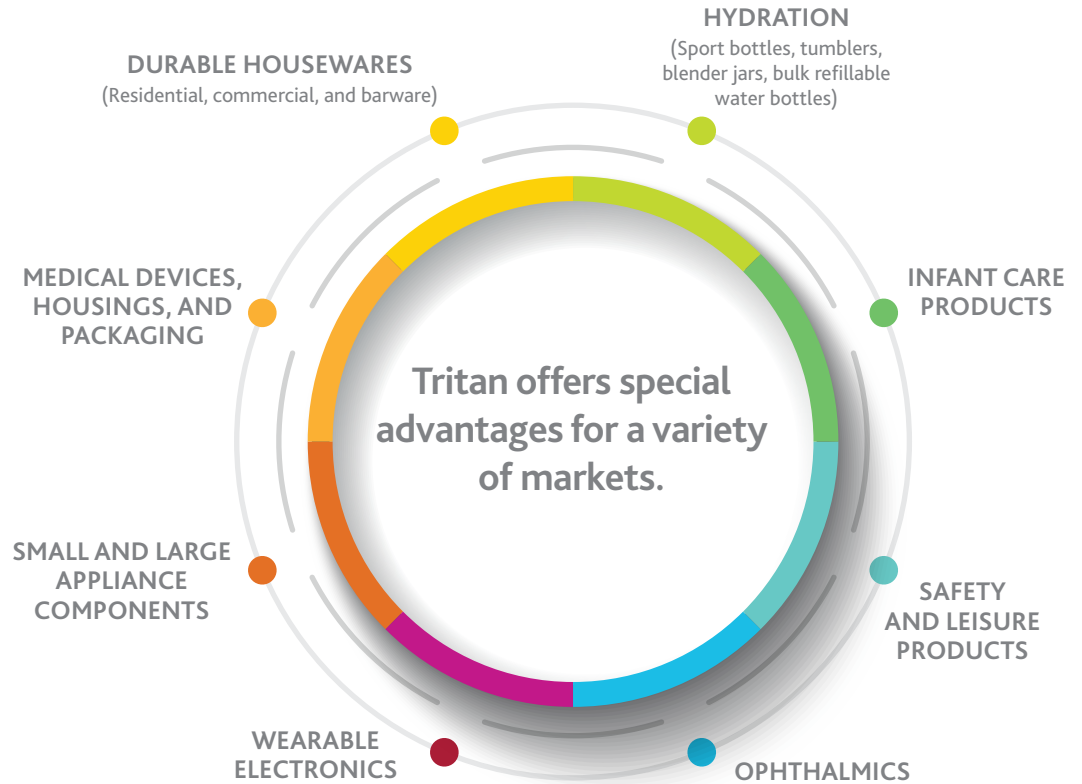 HYDRATION
(Sport bottles, tumblers,
blender jars, bulk refillable
water bottles)
DURABLE HOUSEWARES
(Residential, commercial, and barware)
MEDICAL DEVICES,
HOUSINGS, AND
PACKAGING
INFANT CARE
PRODUCTS
Tritan offers special
advantages for a variety
of markets.
SMALL AND LARGE
APPLIANCE
COMPONENTS
SAFETY
AND LEISURE
PRODUCTS
WEARABLE
ELECTRONICS
OPHTHALMICS